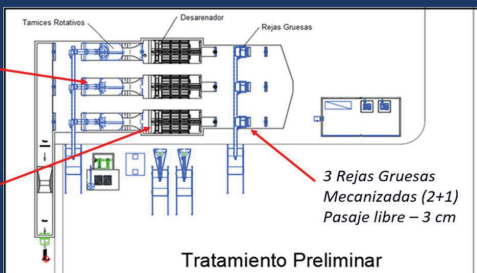 Desarenador
Tamices Rotativos
Rejas Gruesas
3 Rejas Gruesas
Mecanizadas (2+1)
Pasaje libre – 3 cm
Tratamiento Preliminar